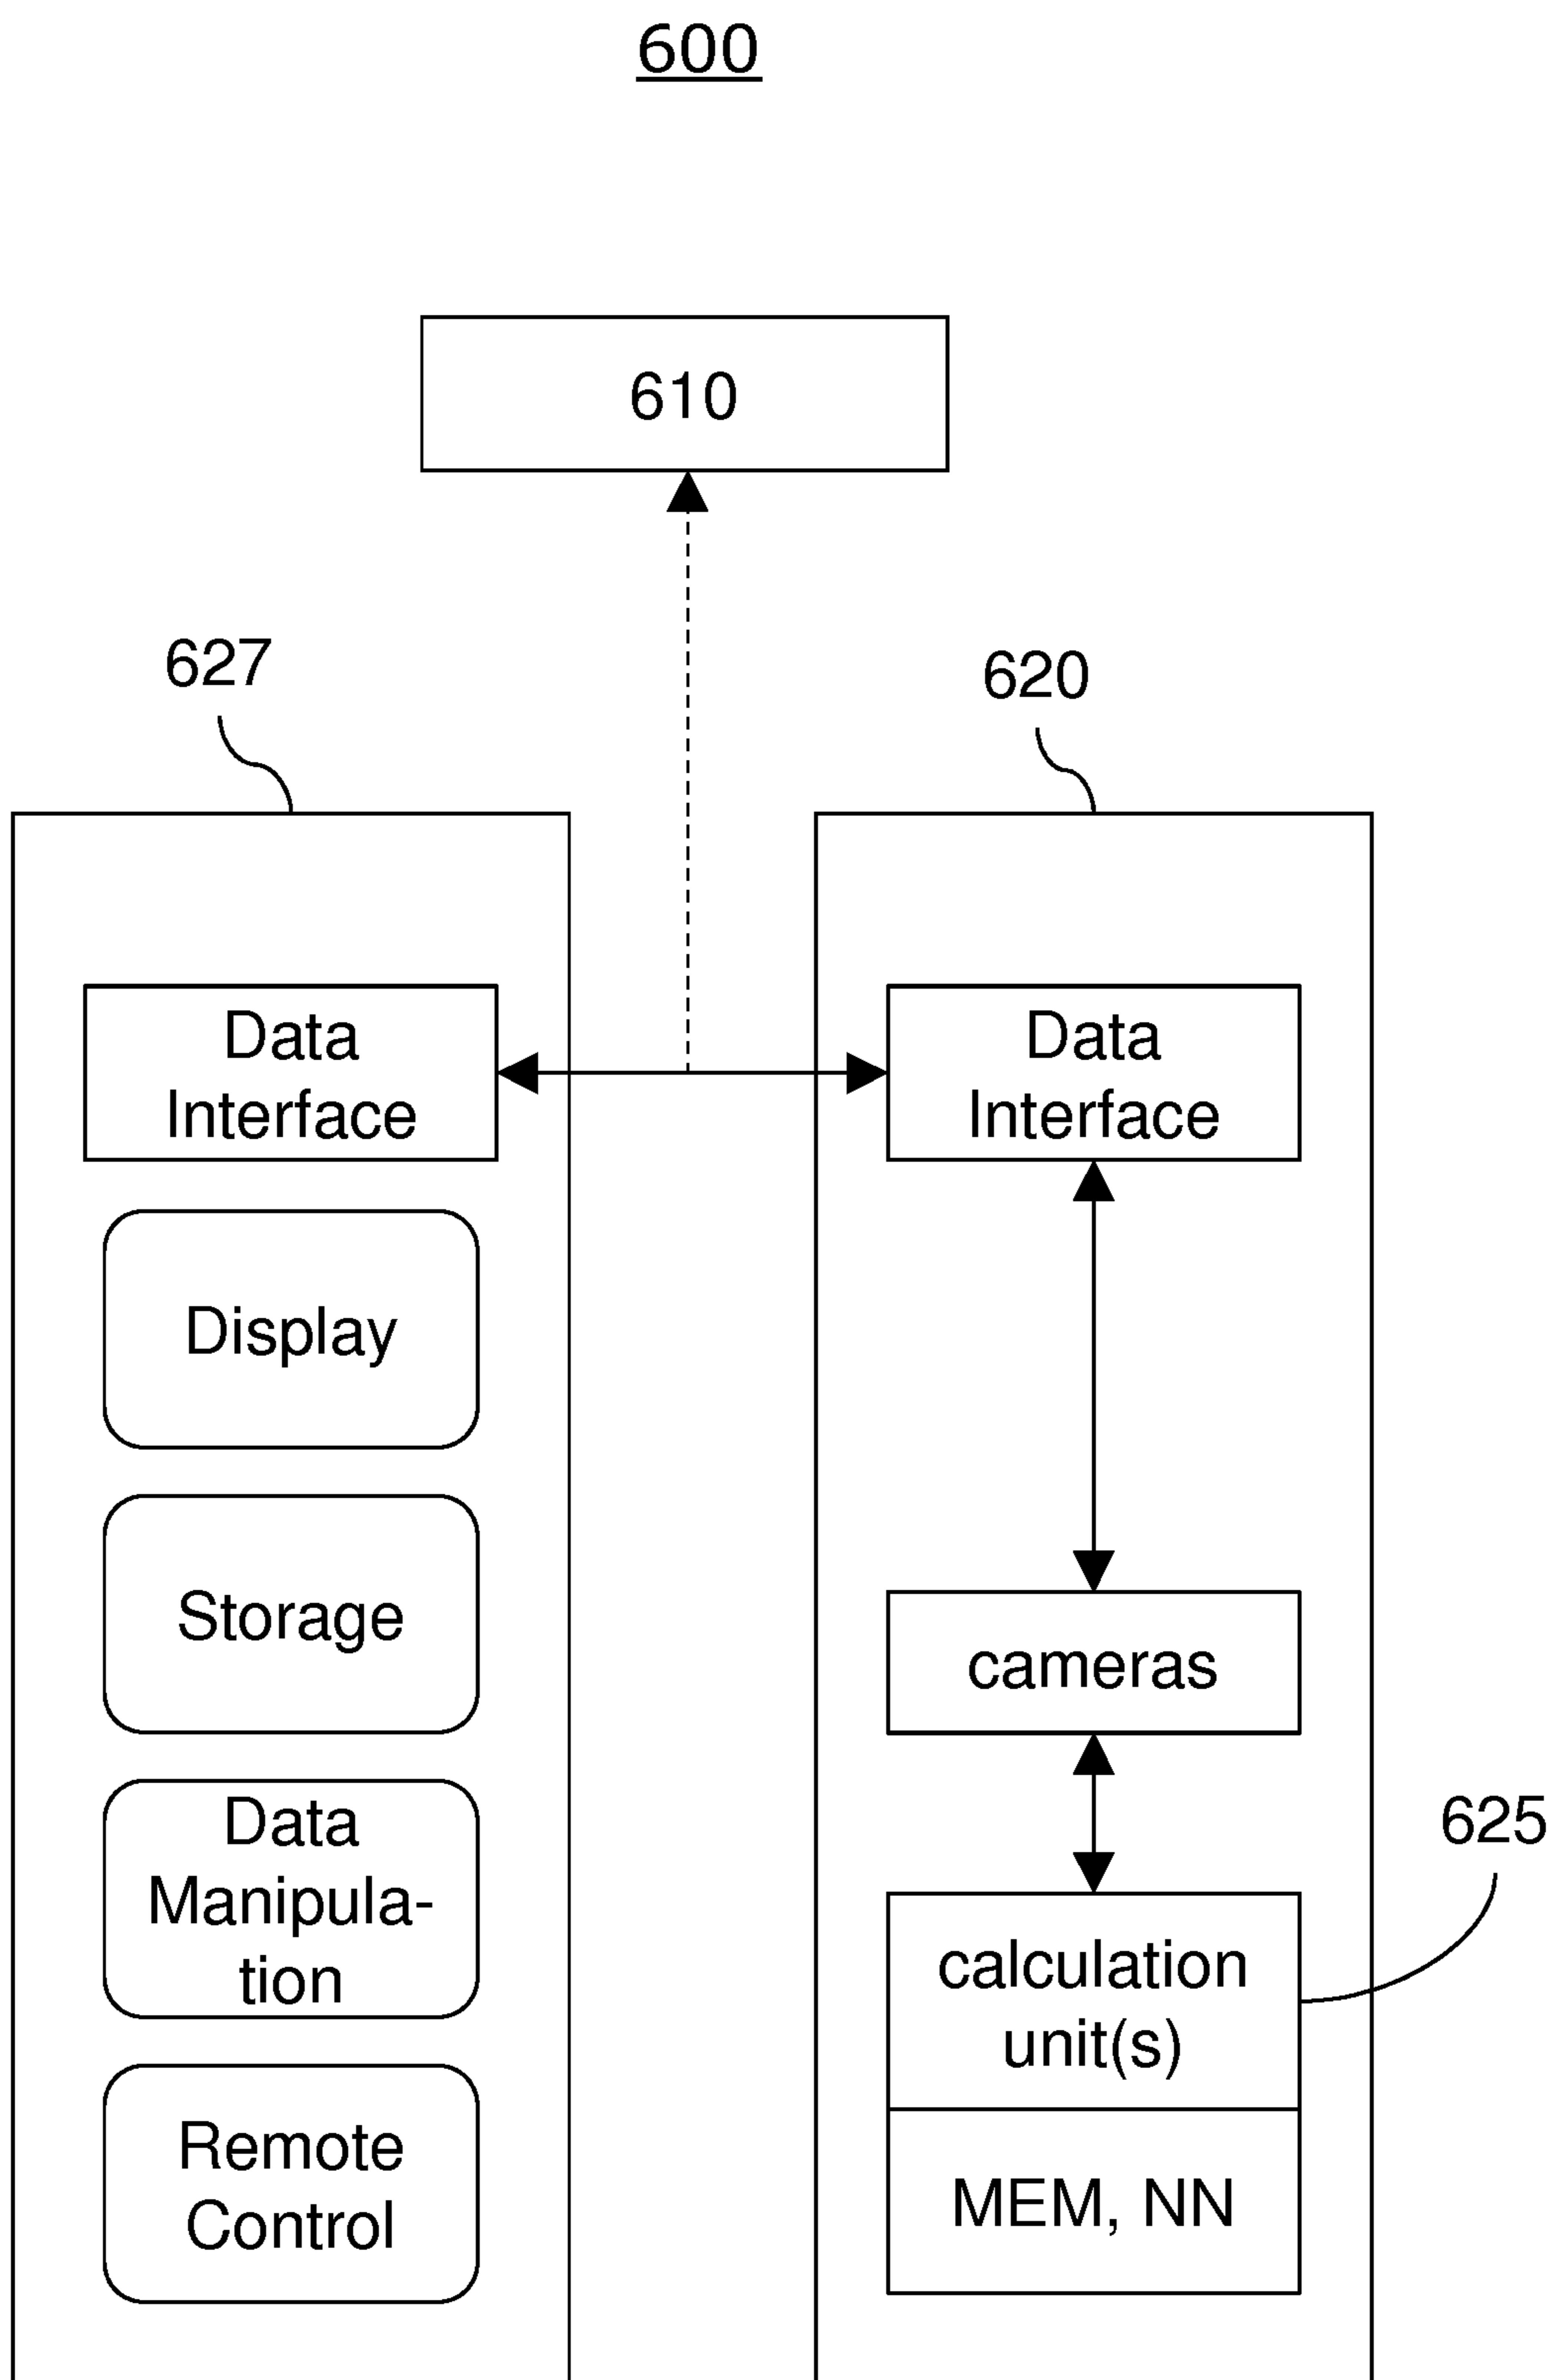 600
610
627
620
Data
Interface
Data
Interface
Display
Storage
cameras
Data
Manipula-
tion
625
calculation
unit(s)
Remote
Control
MEM, NN